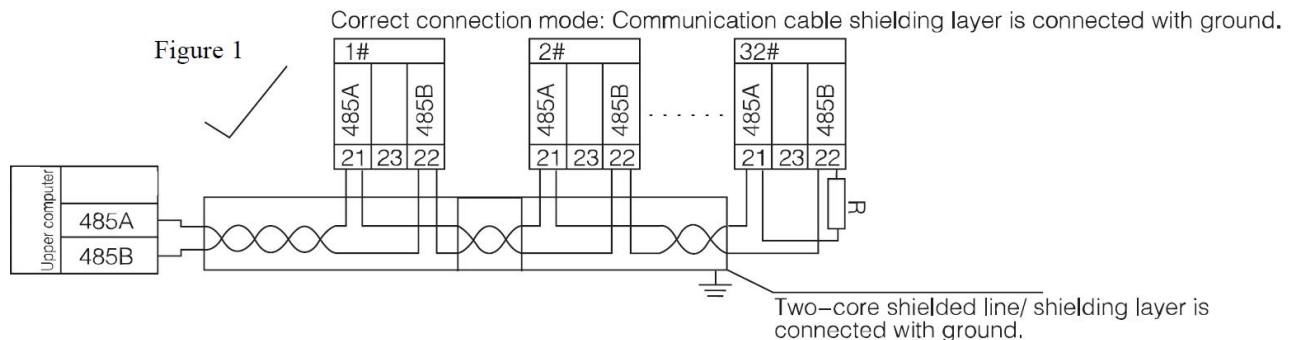 Correct connection mode: Communication cable shielding layer is connected with ground.
Figure 1
1#
2#
32#
485A
485B
485A
485B
485A
485B
21 23 22
21 23 22
21 23 22
Upper computer
485A
485B
R
Two-core shielded line/ shielding layer is
connected with ground.